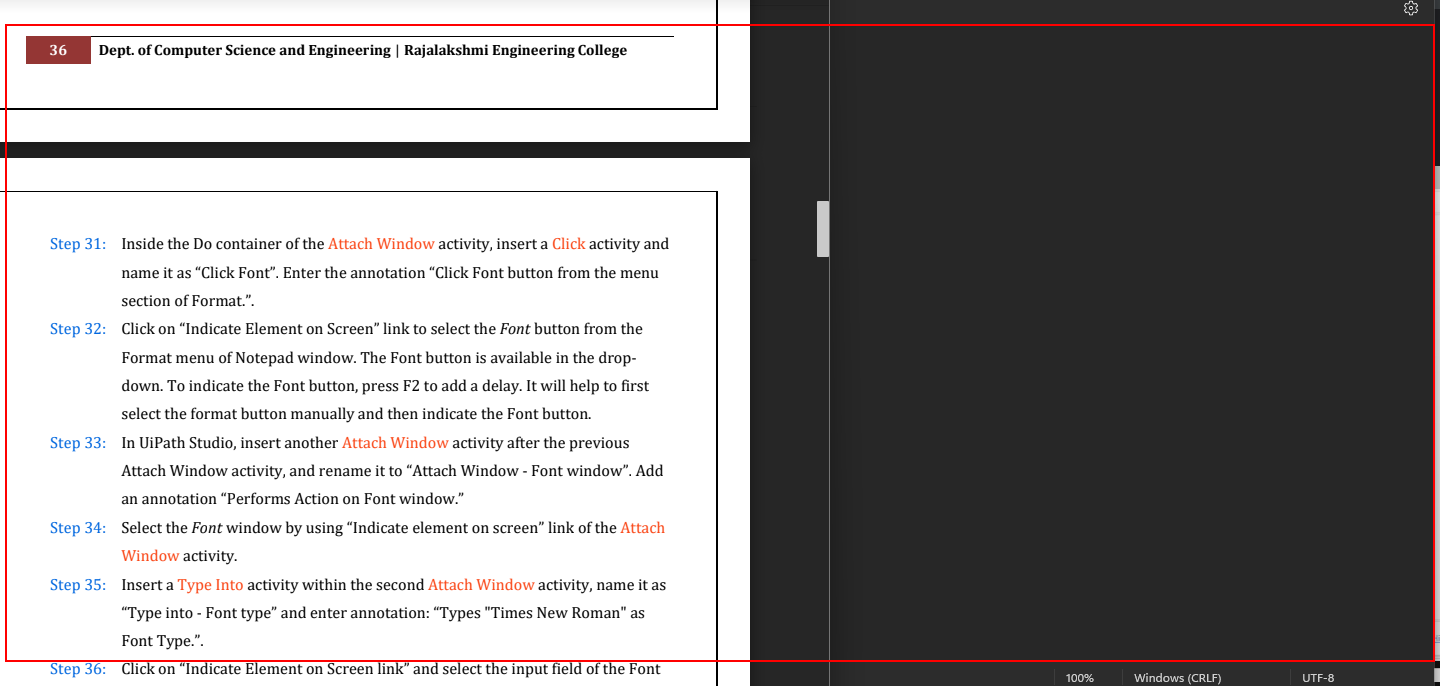 36 Dept. of Computer Science and Engineering | Rajalakshmi Engineering College
Step 31: Inside the Do container of the Attach Window activity, insert a Click activity and
name it as “Click Font”. Enter the annotation “Click Font button from the menu
section of Format.”.
Step 32: Click on “Indicate Element on Screen” link to select the Font button from the
Format menu of Notepad window. The Font button is available in the drop-
down. To indicate the Font button, press F2 to add a delay. It will help to first
select the format button manually and then indicate the Font button.
Step 33: In UiPath Studio, insert another Attach Window activity after the previous
Attach Window activity, and rename it to “Attach Window - Font window”. Add
an annotation “Performs Action on Font window.”
Step 34: Select the Font window by using “Indicate element on screen” link of the Attach
Window activity.
Step 35: Insert a Type Into activity within the second Attach Window activity, name it as
“Type into - Font type” and enter annotation: “Types "Times New Roman" as
Font Type.”.
Step 36: Click on “Indicate Element on Screen link” and select the input field of the Font
100% Windows (CRLF) UTF-8